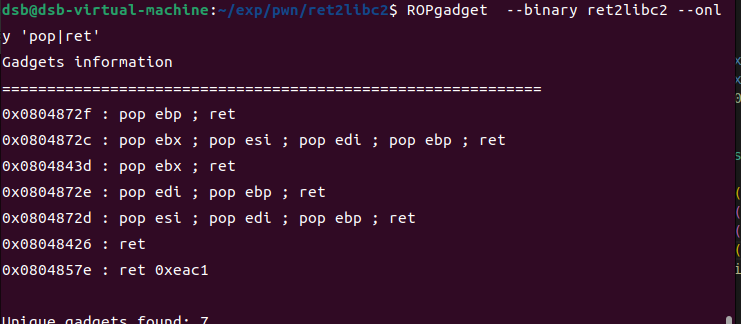 dsb@dsb-virtual-machine:~/exp/pwn/ret2libc2$ ROPgadget  --binary ret2libc2 --onl
y 'pop|ret'
Gadgets information
============================================================
0x0804872f : pop ebp ; ret
0x0804872c : pop ebx ; pop esi ; pop edi ; pop ebp ; ret
0x0804843d : pop ebx ; ret
0x0804872e : pop edi ; pop ebp ; ret
0x0804872d : pop esi ; pop edi ; pop ebp ; ret
0x08048426 : ret
0x0804857e : ret 0xeac1
Unique gadgets found: 7